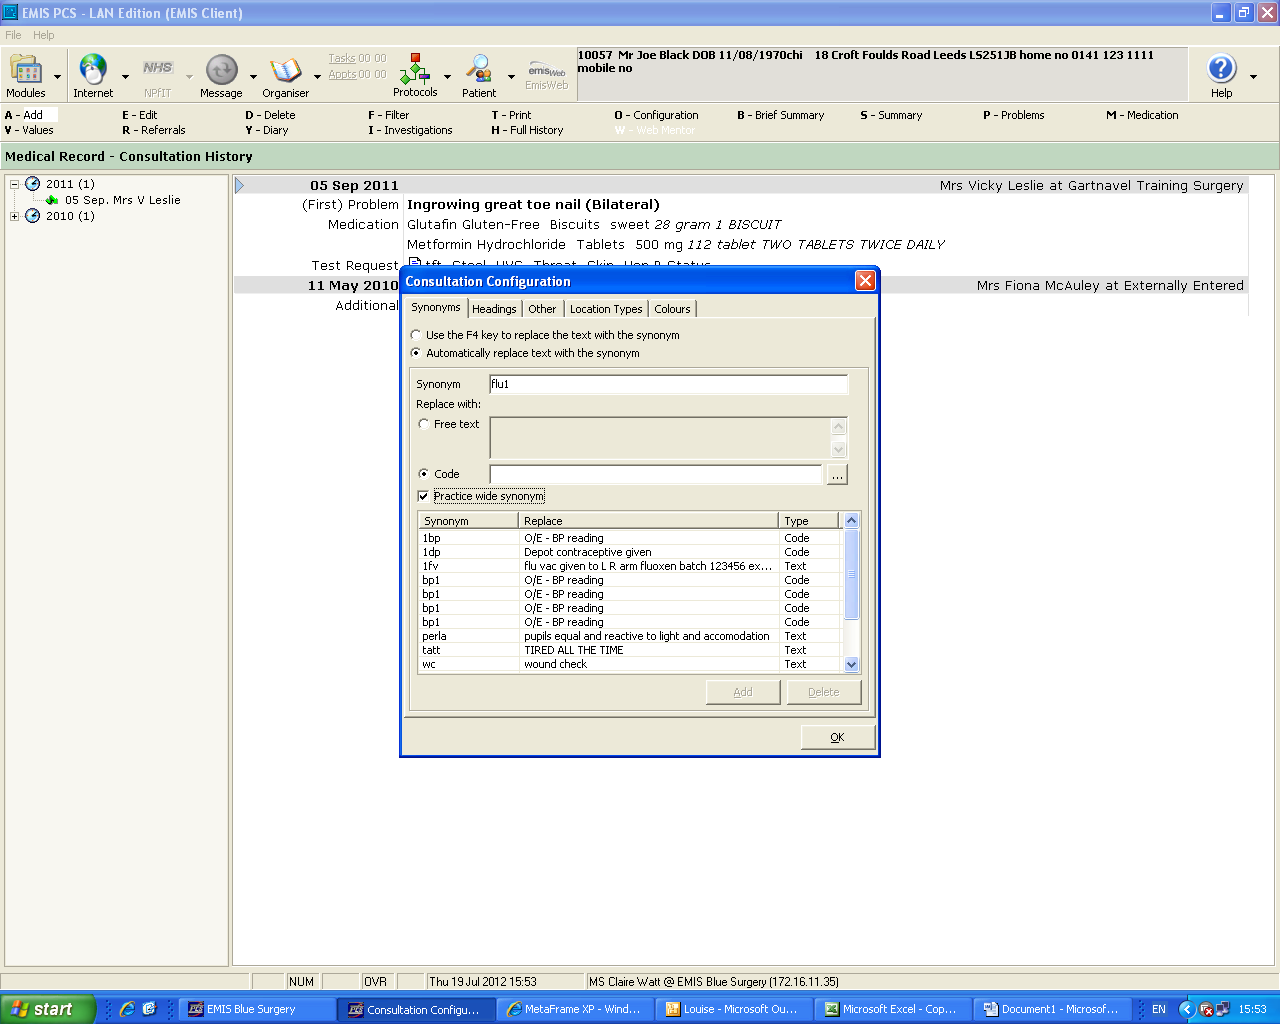 EMIS PCS - LAN Edition (EMIS Client)
File Help
Modules Internet NHS NPfIT Message Organiser Tasks 00 00 Appts 00 00 Protocols Patient emisWeb EmisWeb Help
10057 Mr Joe Black DOB 11/08/1970chi 18 Croft Foulds Road Leeds LS251JB home no 0141 123 1111
mobile no
A - Add E - Edit D - Delete F - Filter T - Print O - Configuration B - Brief Summary S - Summary P - Problems M - Medication
V - Values R - Referrals Y - Diary I - Investigations H - Full History W - Web Mentor
Medical Record - Consultation History
2011 (1)
05 Sep. Mrs V Leslie
2010 (1)
05 Sep 2011 Mrs Vicky Leslie at Gartnavel Training Surgery
(First) Problem Ingrowing great toe nail (Bilateral)
Medication Glutafin Gluten-Free Biscuits sweet 28 gram 1 BISCUIT
Metformin Hydrochloride Tablets 500 mg 112 tablet TWO TABLETS TWICE DAILY
Test Request
11 May 2010 Mrs Fiona McAuley at Externally Entered
Additional
Consultation Configuration
Synonyms Headings Other Location Types Colours
Use the F4 key to replace the text with the synonym
Automatically replace text with the synonym
Synonym flu1
Replace with:
Free text
Code ...
Practice wide synonym
Synonym Replace Type
1bp O/E - BP reading Code
1dp Depot contraceptive given Code
1fv flu vac given to L R arm fluoxen batch 123456 ex... Text
bp1 O/E - BP reading Code
bp1 O/E - BP reading Code
bp1 O/E - BP reading Code
bp1 O/E - BP reading Code
perla pupils equal and reactive to light and accomodation Text
tatt TIRED ALL THE TIME Text
wc wound check Text
Add Delete
OK
NUM OVR Thu 19 Jul 2012 15:53 MS Claire Watt @ EMIS Blue Surgery (172.16.11.35)
start EMIS Blue Surgery Consultation Configu... MetaFrame XP - Wind... Louise - Microsoft Ou... Microsoft Excel - Cop... Document1 - Microsof... EN 15:53